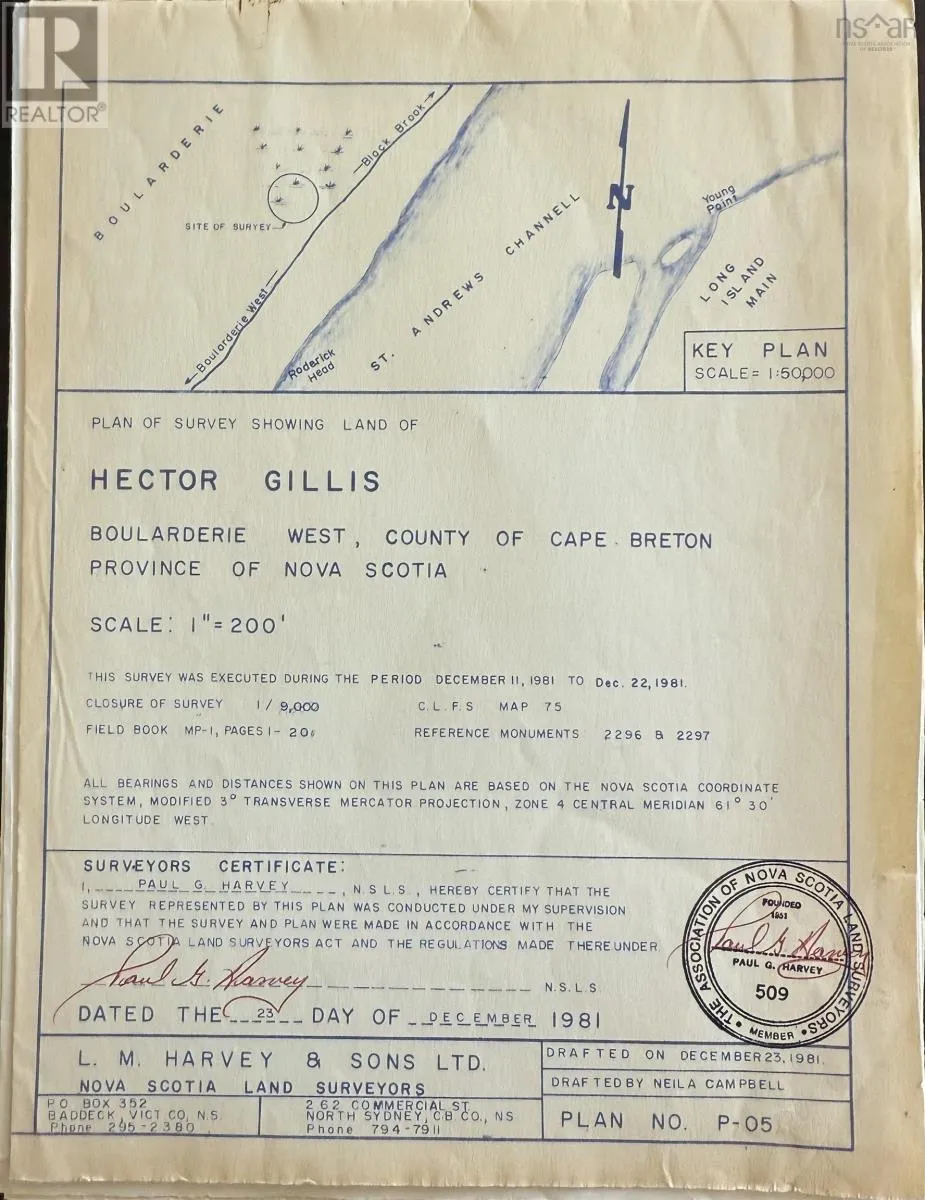 REALTOR®
nsaar
NOVA SCOTIA ASSOCIATION
OF REALTORS
BOULARDERIE
Black Brook
SITE OF SURVEY
ST. ANDREWS CHANNELL
N
Young
Point
LONG
ISLAND
MAIN
Boularderie West
Roderick
Head
KEY PLAN
SCALE= 1:50,000
PLAN OF SURVEY SHOWING LAND OF
HECTOR GILLIS
BOULARDERIE WEST, COUNTY OF CAPE BRETON
PROVINCE OF NOVA SCOTIA
SCALE: 1"=200'
THIS SURVEY WAS EXECUTED DURING THE PERIOD DECEMBER 11, 1981 TO Dec. 22, 1981.
CLOSURE OF SURVEY 1/9,000
C.L.F.S MAP 75
FIELD BOOK MP-1, PAGES 1-20
REFERENCE MONUMENTS 2296 & 2297
ALL BEARINGS AND DISTANCES SHOWN ON THIS PLAN ARE BASED ON THE NOVA SCOTIA COORDINATE
SYSTEM, MODIFIED 3° TRANSVERSE MERCATOR PROJECTION, ZONE 4 CENTRAL MERIDIAN 61° 30'
LONGITUDE WEST.
SURVEYORS CERTIFICATE:
I, PAUL G. HARVEY, N.S.L.S., HEREBY CERTIFY THAT THE
SURVEY REPRESENTED BY THIS PLAN WAS CONDUCTED UNDER MY SUPERVISION
AND THAT THE SURVEY AND PLAN WERE MADE IN ACCORDANCE WITH THE
NOVA SCOTIA LAND SURVEYORS ACT AND THE REGULATIONS MADE THEREUNDER.
Paul G. Harvey N.S.L.S.
DATED THE 23 DAY OF DECEMBER 1981
THE ASSOCIATION OF NOVA SCOTIA LAND SURVEYORS
FOUNDED
1951
Paul G. Harvey
PAUL G. HARVEY
509
MEMBER
L. M. HARVEY & SONS LTD.
NOVA SCOTIA LAND SURVEYORS
PO BOX 352
BADDECK, VICT CO, N.S.
Phone 295-2380
262 COMMERCIAL ST.
NORTH SYDNEY, C.B. CO., NS
Phone 794-7911
DRAFTED ON DECEMBER 23, 1981.
DRAFTED BY NEILA CAMPBELL
PLAN NO. P-05